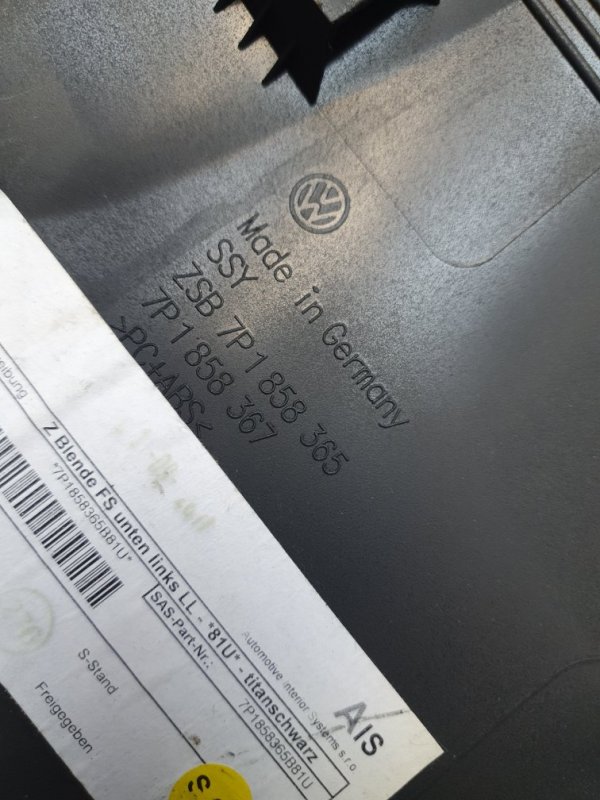 Made in Germany
SSY
ZSB 7P1 858 365
7P1 858 367
>PC+ABS<
Z Blende FS unten links LL - *81U* - titanschwarz
*7P1858365B81U*
SAS-Part-Nr.:
7P1858365B81U
Automotive Interior Systems s.r.o
AIS
S-Stand
Freigegeben